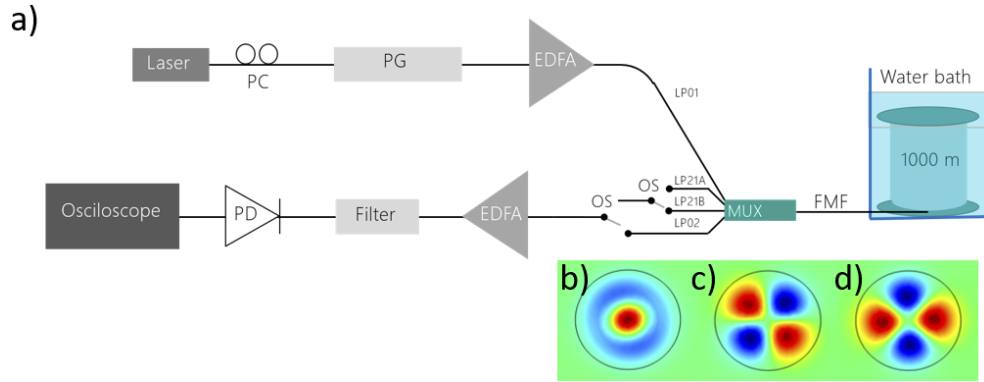 a)
Laser
PC
PG
EDFA
LP01
Water bath
1000 m
Osciloscope
PD
Filter
EDFA
OS
OS
LP21A
LP21B
LP02
MUX
FMF
b)
c)
d)